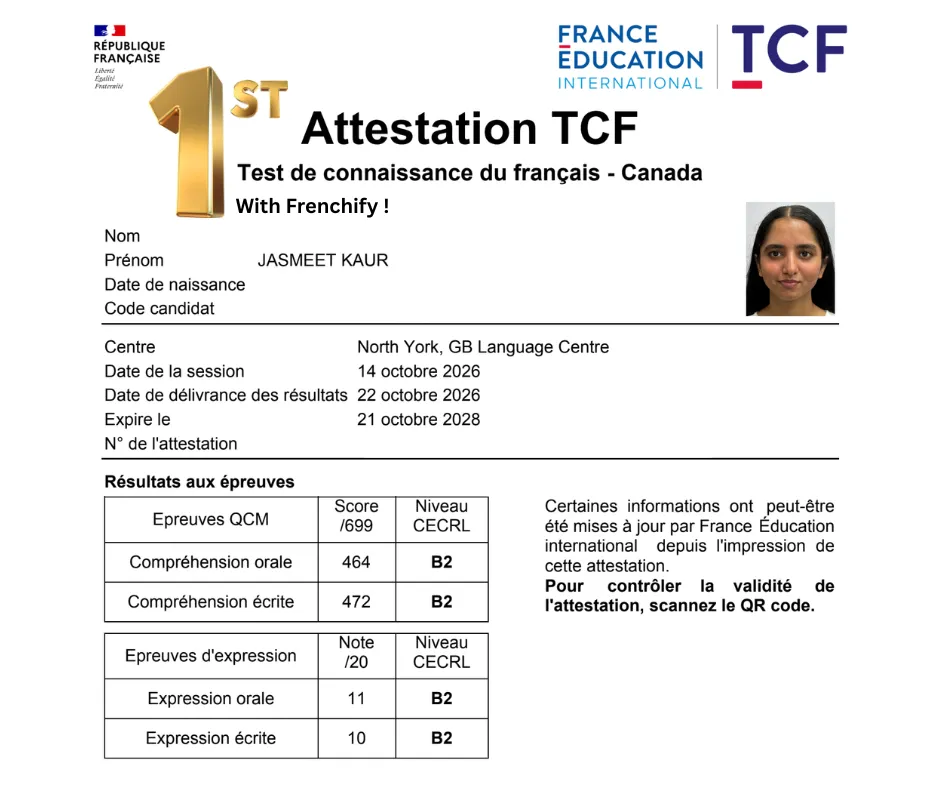 RÉPUBLIQUE
FRANÇAISE
Liberté
Égalité
Fraternité
FRANCE
ÉDUCATION
INTERNATIONAL
TCF
1ST
Attestation TCF
Test de connaissance du français - Canada
With Frenchify !
Nom
Prénom JASMEET KAUR
Date de naissance
Code candidat
Centre North York, GB Language Centre
Date de la session 14 octobre 2026
Date de délivrance des résultats 22 octobre 2026
Expire le 21 octobre 2028
N° de l'attestation
Résultats aux épreuves
Epreuves QCM Score /699 Niveau CECRL
Compréhension orale 464 B2
Compréhension écrite 472 B2
Epreuves d'expression Note /20 Niveau CECRL
Expression orale 11 B2
Expression écrite 10 B2
Certaines informations ont peut-être
été mises à jour par France Éducation
international depuis l'impression de
cette attestation.
Pour contrôler la validité de
l'attestation, scannez le QR code.